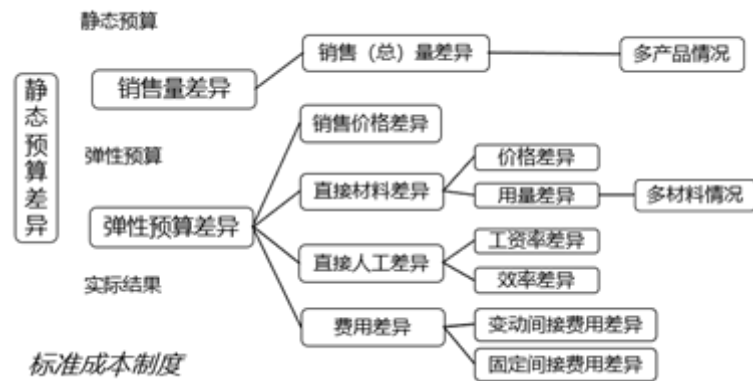 静态预算
销售（总）量差异
多产品情况
销售量差异
静态预算差异
销售价格差异
弹性预算
价格差异
直接材料差异
用量差异
多材料情况
弹性预算差异
工资率差异
直接人工差异
效率差异
实际结果
费用差异
变动间接费用差异
固定间接费用差异
标准成本制度